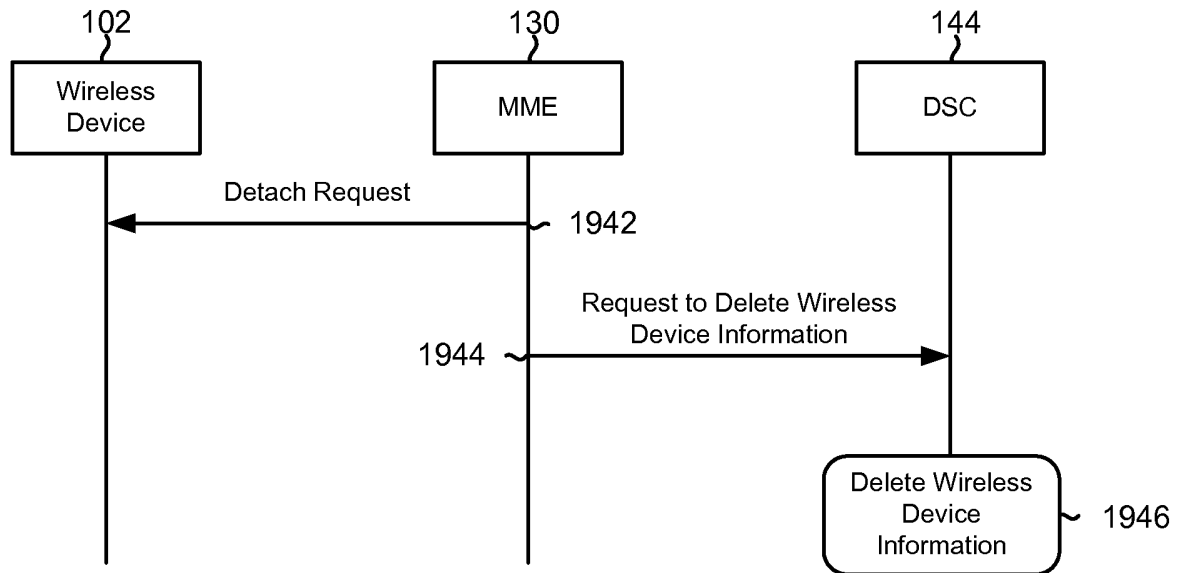 102
130
144
Wireless
Device
MME
DSC
Detach Request
1942
Request to Delete Wireless
Device Information
1944
Delete Wireless
Device
Information
1946